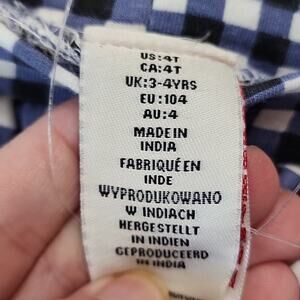 US:4T
CA:4T
UK:3-4YRS
EU:104
AU:4
MADE IN
INDIA
FABRIQUÉ EN
INDE
WYPRODUKOWANO
W INDIACH
HERGESTELLT
IN INDIEN
GEPRODUCEERD
IN INDIA